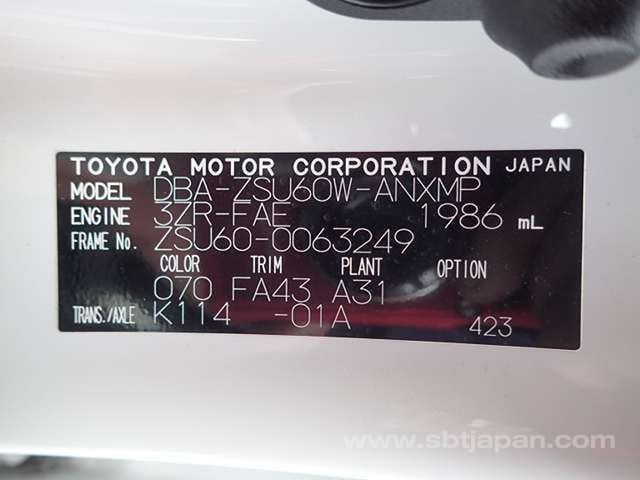 TOYOTA MOTOR CORPORATION JAPAN
MODEL DBA-ZSU60W-ANXMP
ENGINE 3ZR-FAE 1986 mL
FRAME No. ZSU60-0063249
COLOR TRIM PLANT OPTION
070 FA43 A31
TRANS./AXLE K114 -01A 423
www.sbtjapan.com